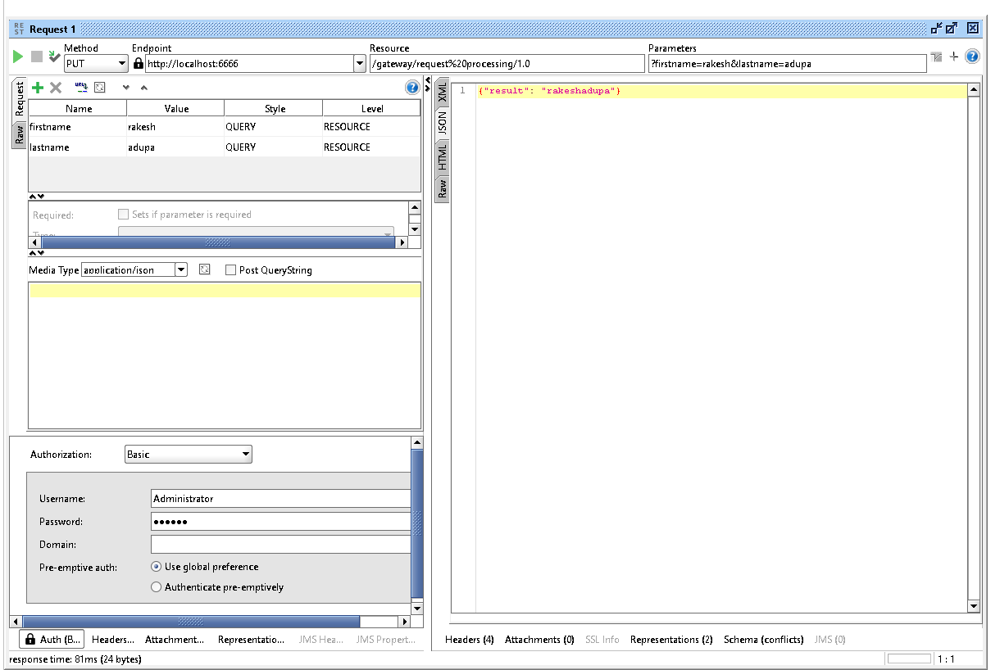 REST Request 1
Method Endpoint Resource Parameters
PUT http://localhost:6666 /gateway/request%20processing/1.0 ?firstname=rakesh&lastname=adupa
Request
Raw
Name Value Style Level
firstname rakesh QUERY RESOURCE
lastname adupa QUERY RESOURCE
Required: Sets if parameter is required
Type:
Media Type application/json Post QueryString
Authorization: Basic
Username: Administrator
Password: ••••••
Domain:
Pre-emptive auth: Use global preference
Authenticate pre-emptively
Auth (B... Headers... Attachment... Representatio... JMS Hea... JMS Propert...
XML
JSON
HTML
Raw
1 {"result": "rakeshadupa"}
Headers (4) Attachments (0) SSL Info Representations (2) Schema (conflicts) JMS (0)
response time: 81ms (24 bytes)
1 : 1